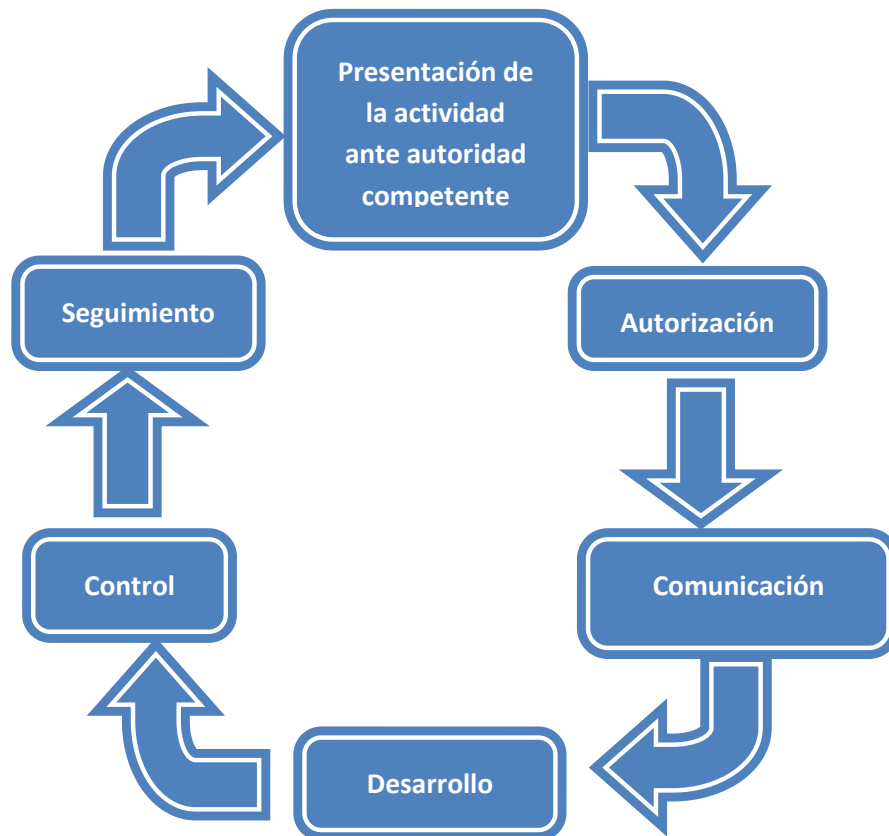 Presentación de
la actividad
ante autoridad
competente
Autorización
Comunicación
Desarrollo
Control
Seguimiento